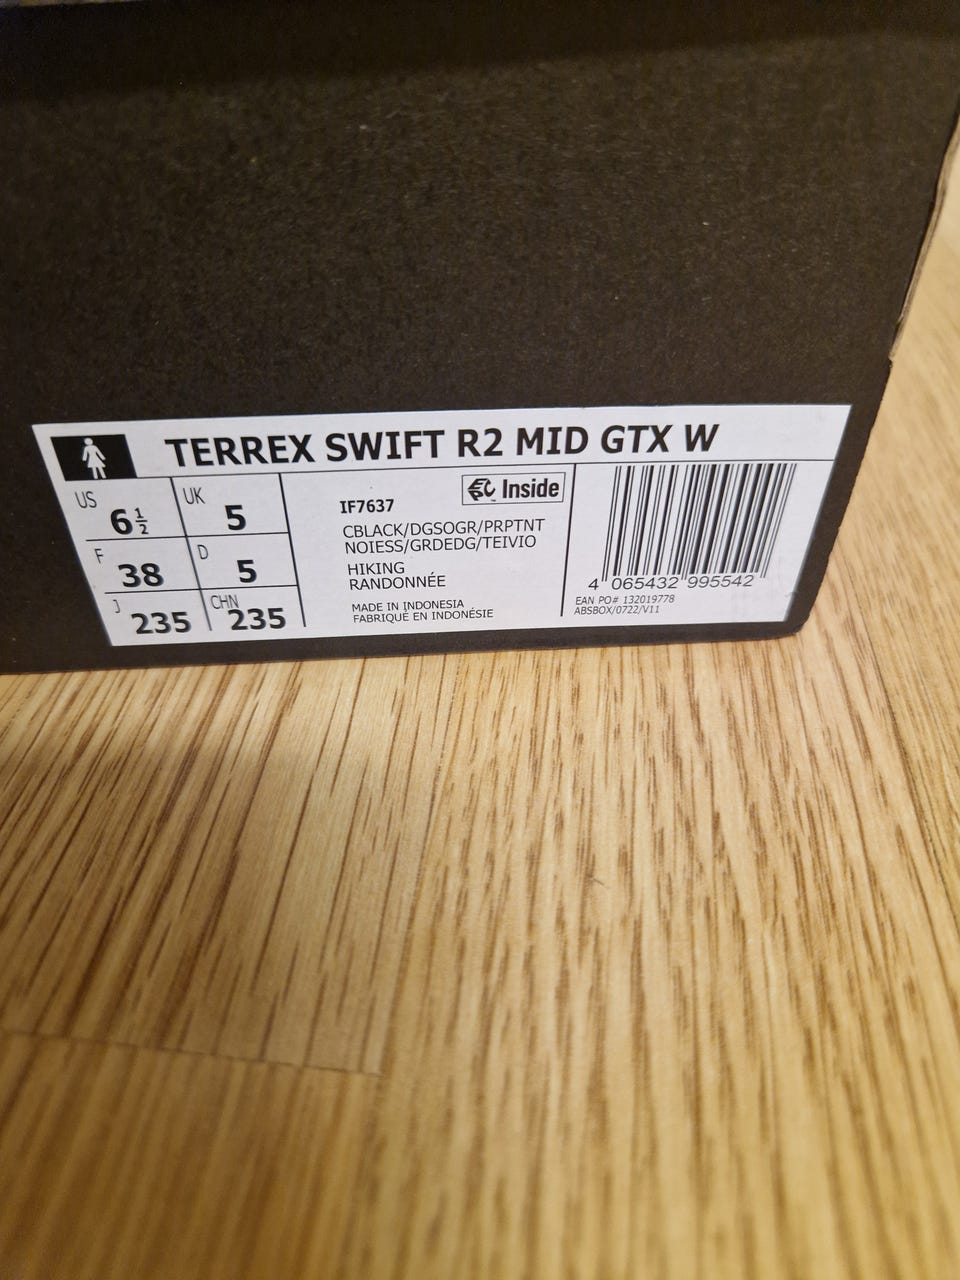 TERREX SWIFT R2 MID GTX W
US 6½ UK 5
F 38 D 5
J 235 CHN 235
Inside
IF7637
CBLACK/DGSOGR/PRPTNT
NOIESS/GRDEDG/TEIVIO
HIKING
RANDONNÉE
MADE IN INDONESIA
FABRIQUÉ EN INDONÉSIE
4 065432 995542
EAN PO# 132019778
ABSBOX/0722/V11